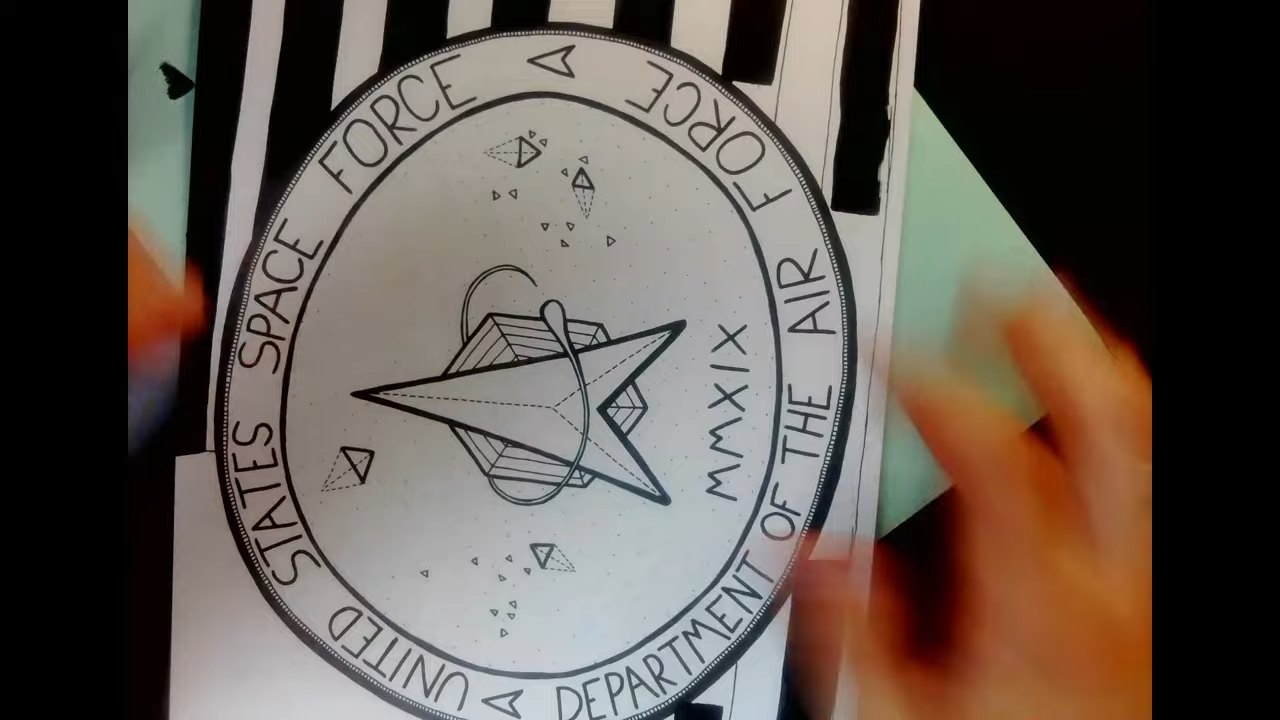 UNITED STATES SPACE FORCE
DEPARTMENT OF THE AIR FORCE
MMXIX